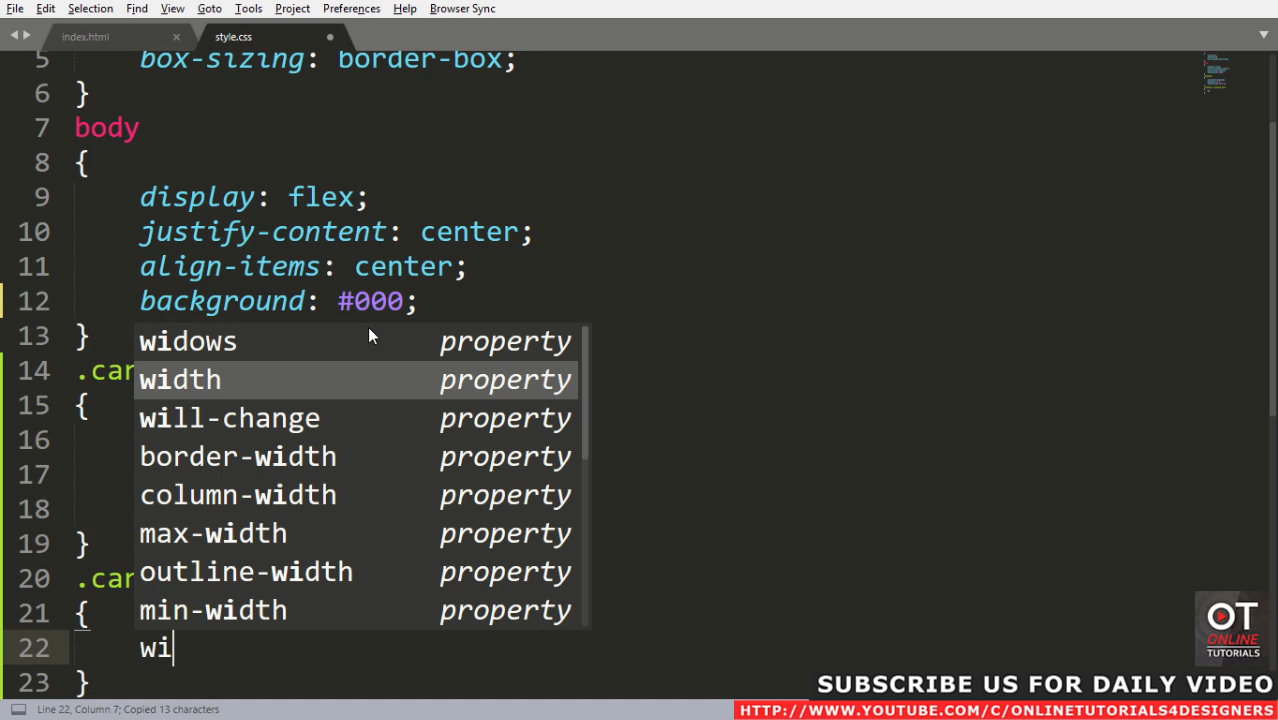 File Edit Selection Find View Goto Tools Project Preferences Help Browser Sync
index.html style.css
5 box-sizing: border-box;
6 }
7 body
8 {
9 display: flex;
10 justify-content: center;
11 align-items: center;
12 background: #000;
13 }
widows property
14 .car
width property
15 {
will-change property
16
border-width property
17
column-width property
18
max-width property
19 }
outline-width property
20 .car
min-width property
21 {
22 wi
23 }
OT
ONLINE
TUTORIALS
SUBSCRIBE US FOR DAILY VIDEO
HTTP://WWW.YOUTUBE.COM/C/ONLINETUTORIALS4DESIGNERS
Line 22, Column 7; Copied 13 characters